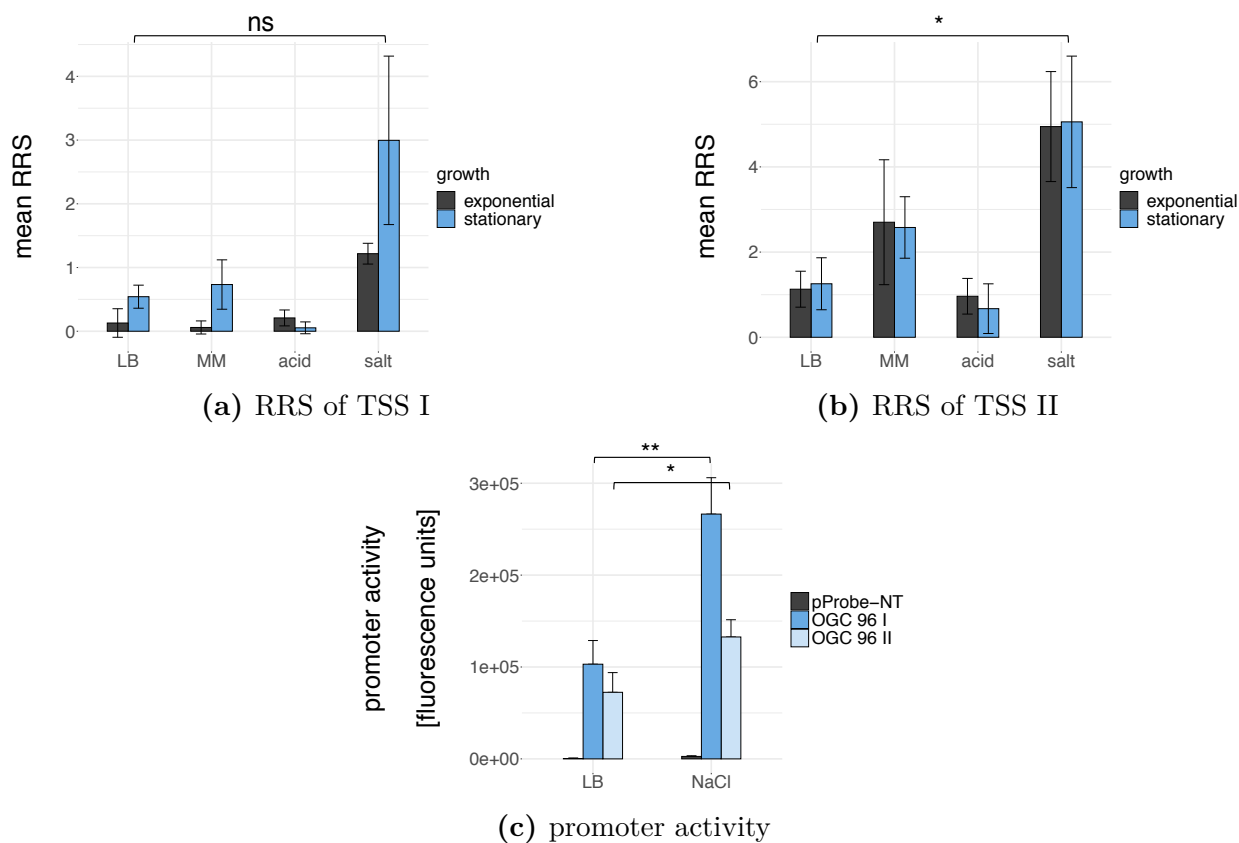 ns
mean RRS
4
3
2
1
0
LB MM acid salt
growth
exponential
stationary
(a) RRS of TSS I
*
mean RRS
6
4
2
0
LB MM acid salt
growth
exponential
stationary
(b) RRS of TSS II
**
*
promoter activity
[fluorescence units]
3e+05
2e+05
1e+05
0e+00
LB NaCl
pProbe−NT
OGC 96 I
OGC 96 II
(c) promoter activity